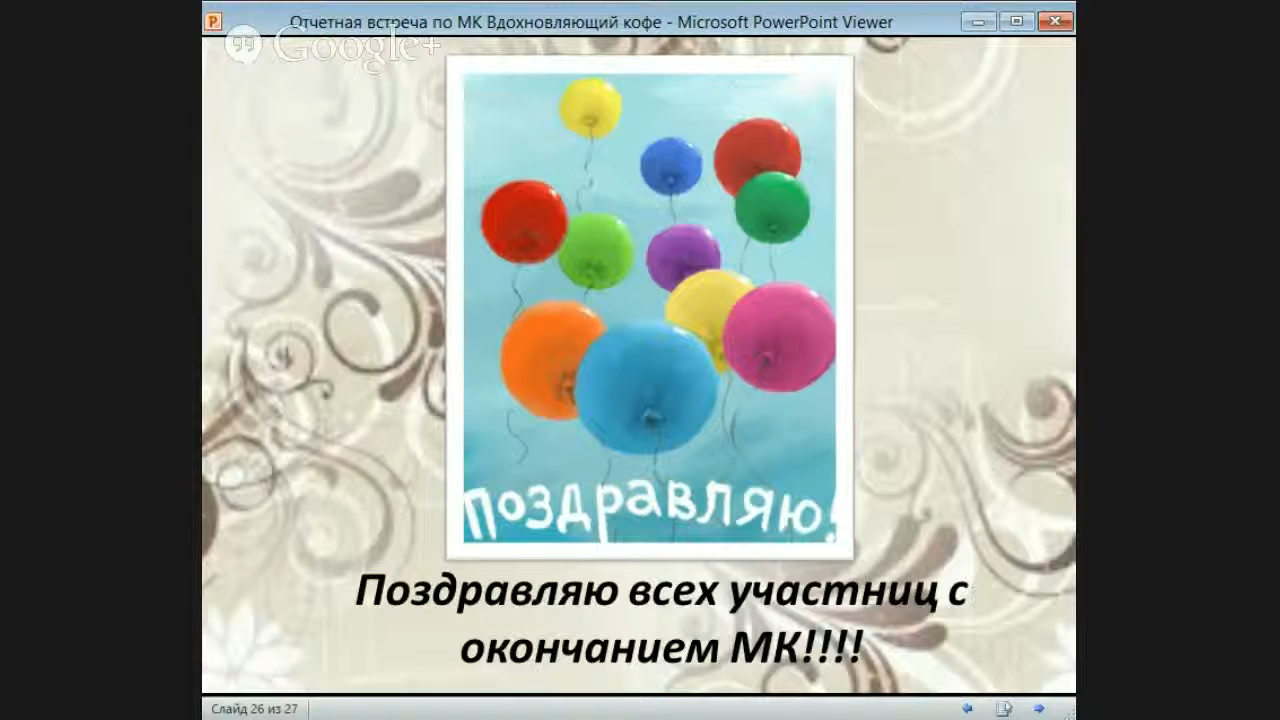 Отчетная встреча по МК Вдохновляющий кофе - Microsoft PowerPoint Viewer
Google+
Поздравляю!
Поздравляю всех участниц с
окончанием МК!!!!
Слайд 26 из 27